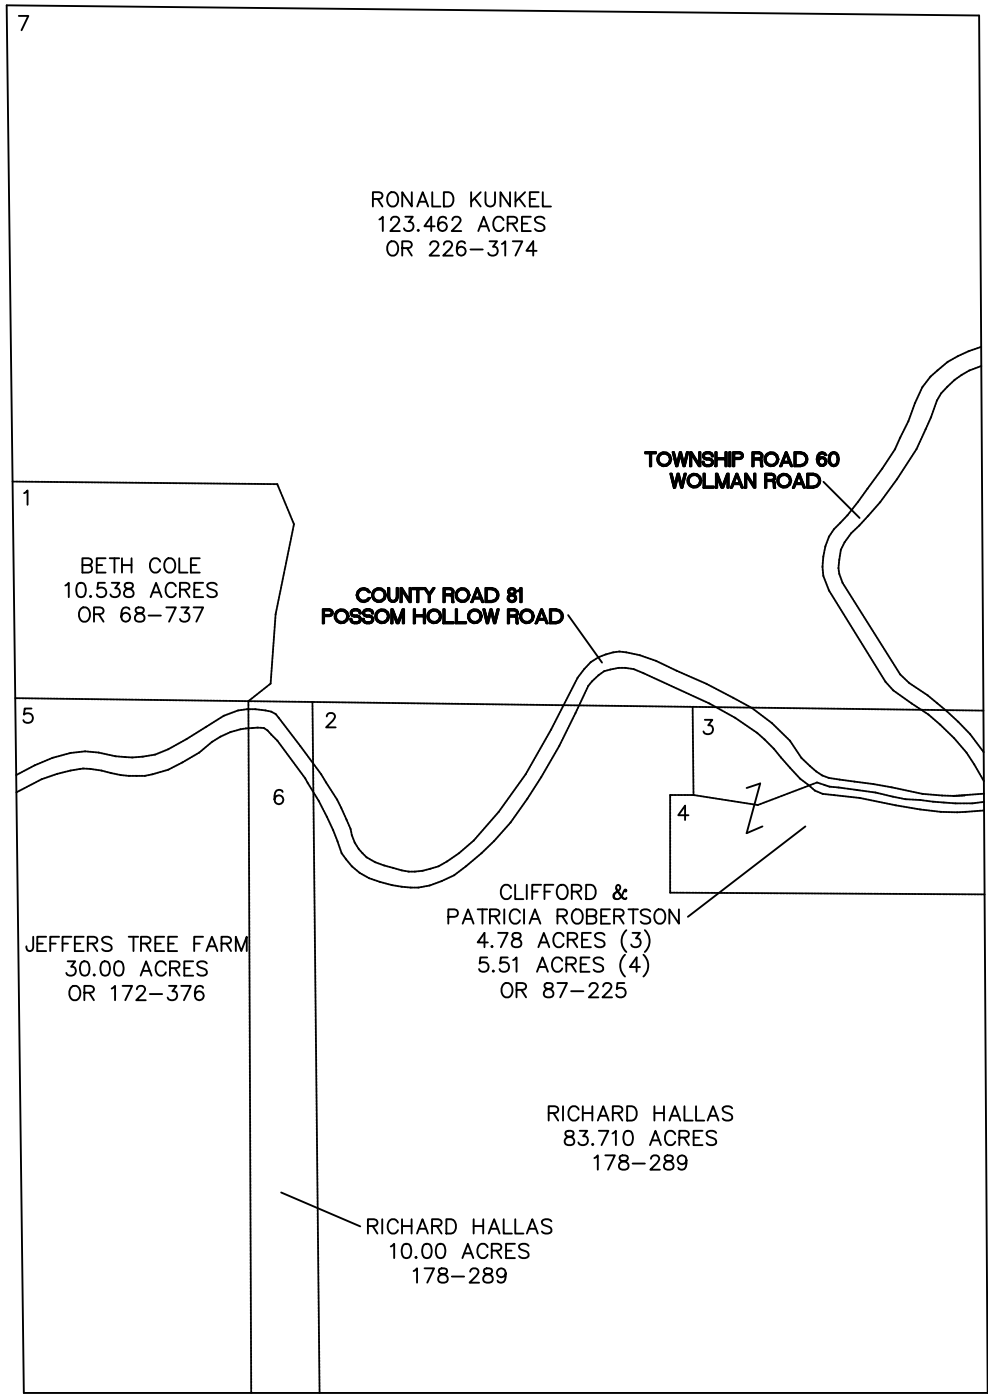 7
RONALD KUNKEL
123.462 ACRES
OR 226-3174
TOWNSHIP ROAD 60
WOLMAN ROAD
1
BETH COLE
10.538 ACRES
OR 68-737
COUNTY ROAD 81
POSSOM HOLLOW ROAD
5
2
3
6
4
CLIFFORD &
PATRICIA ROBERTSON
4.78 ACRES (3)
5.51 ACRES (4)
OR 87-225
JEFFERS TREE FARM
30.00 ACRES
OR 172-376
RICHARD HALLAS
83.710 ACRES
178-289
RICHARD HALLAS
10.00 ACRES
178-289